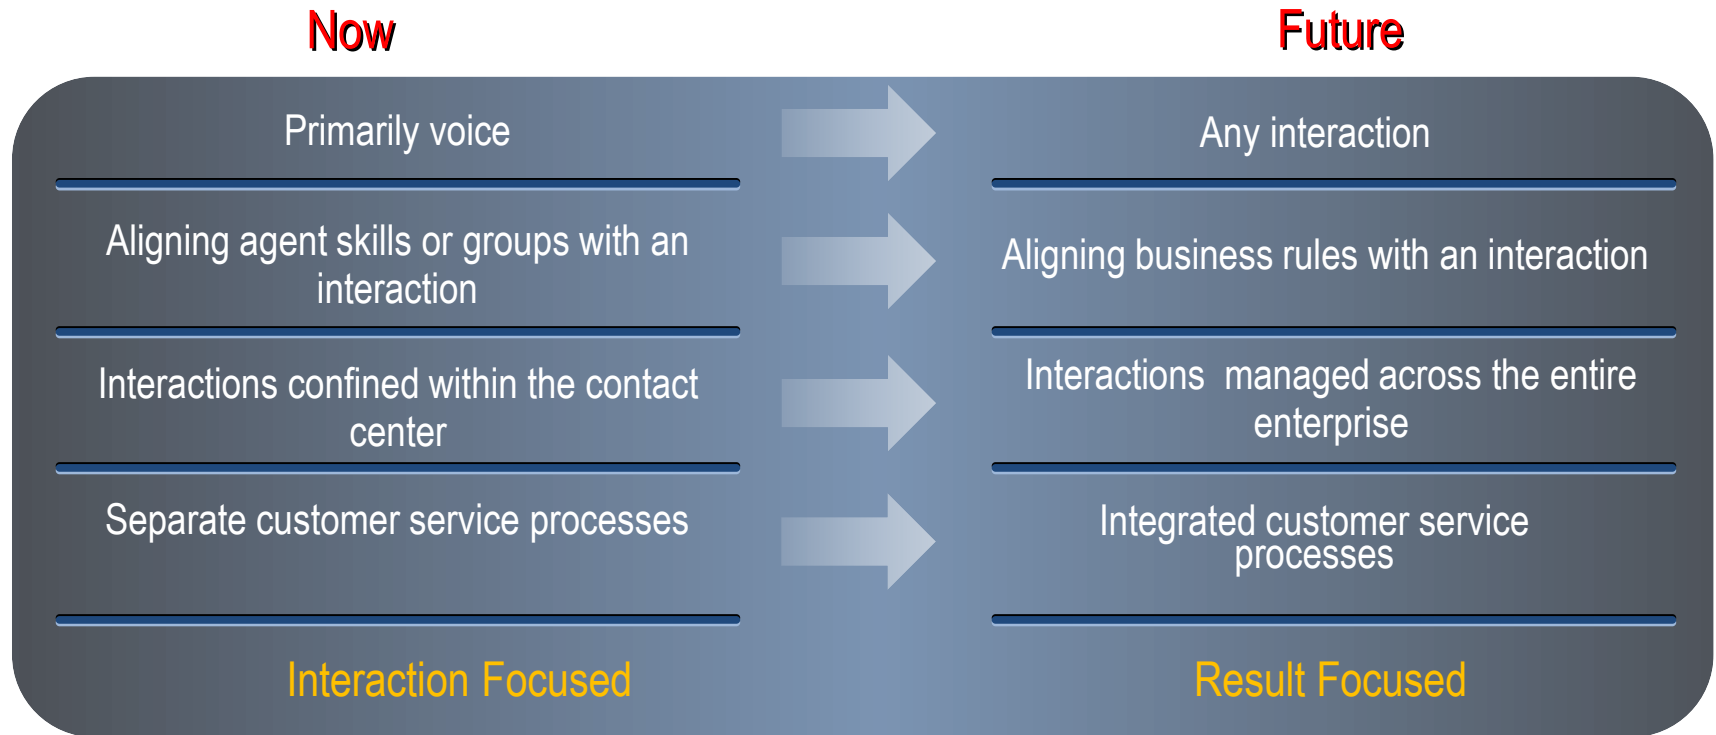 Now
Future
Primarily voice
Any interaction
Aligning agent skills or groups with an
interaction
Aligning business rules with an interaction
Interactions confined within the contact
center
Interactions  managed across the entire
enterprise
Separate customer service processes
Integrated customer service
processes
Interaction Focused
Result Focused